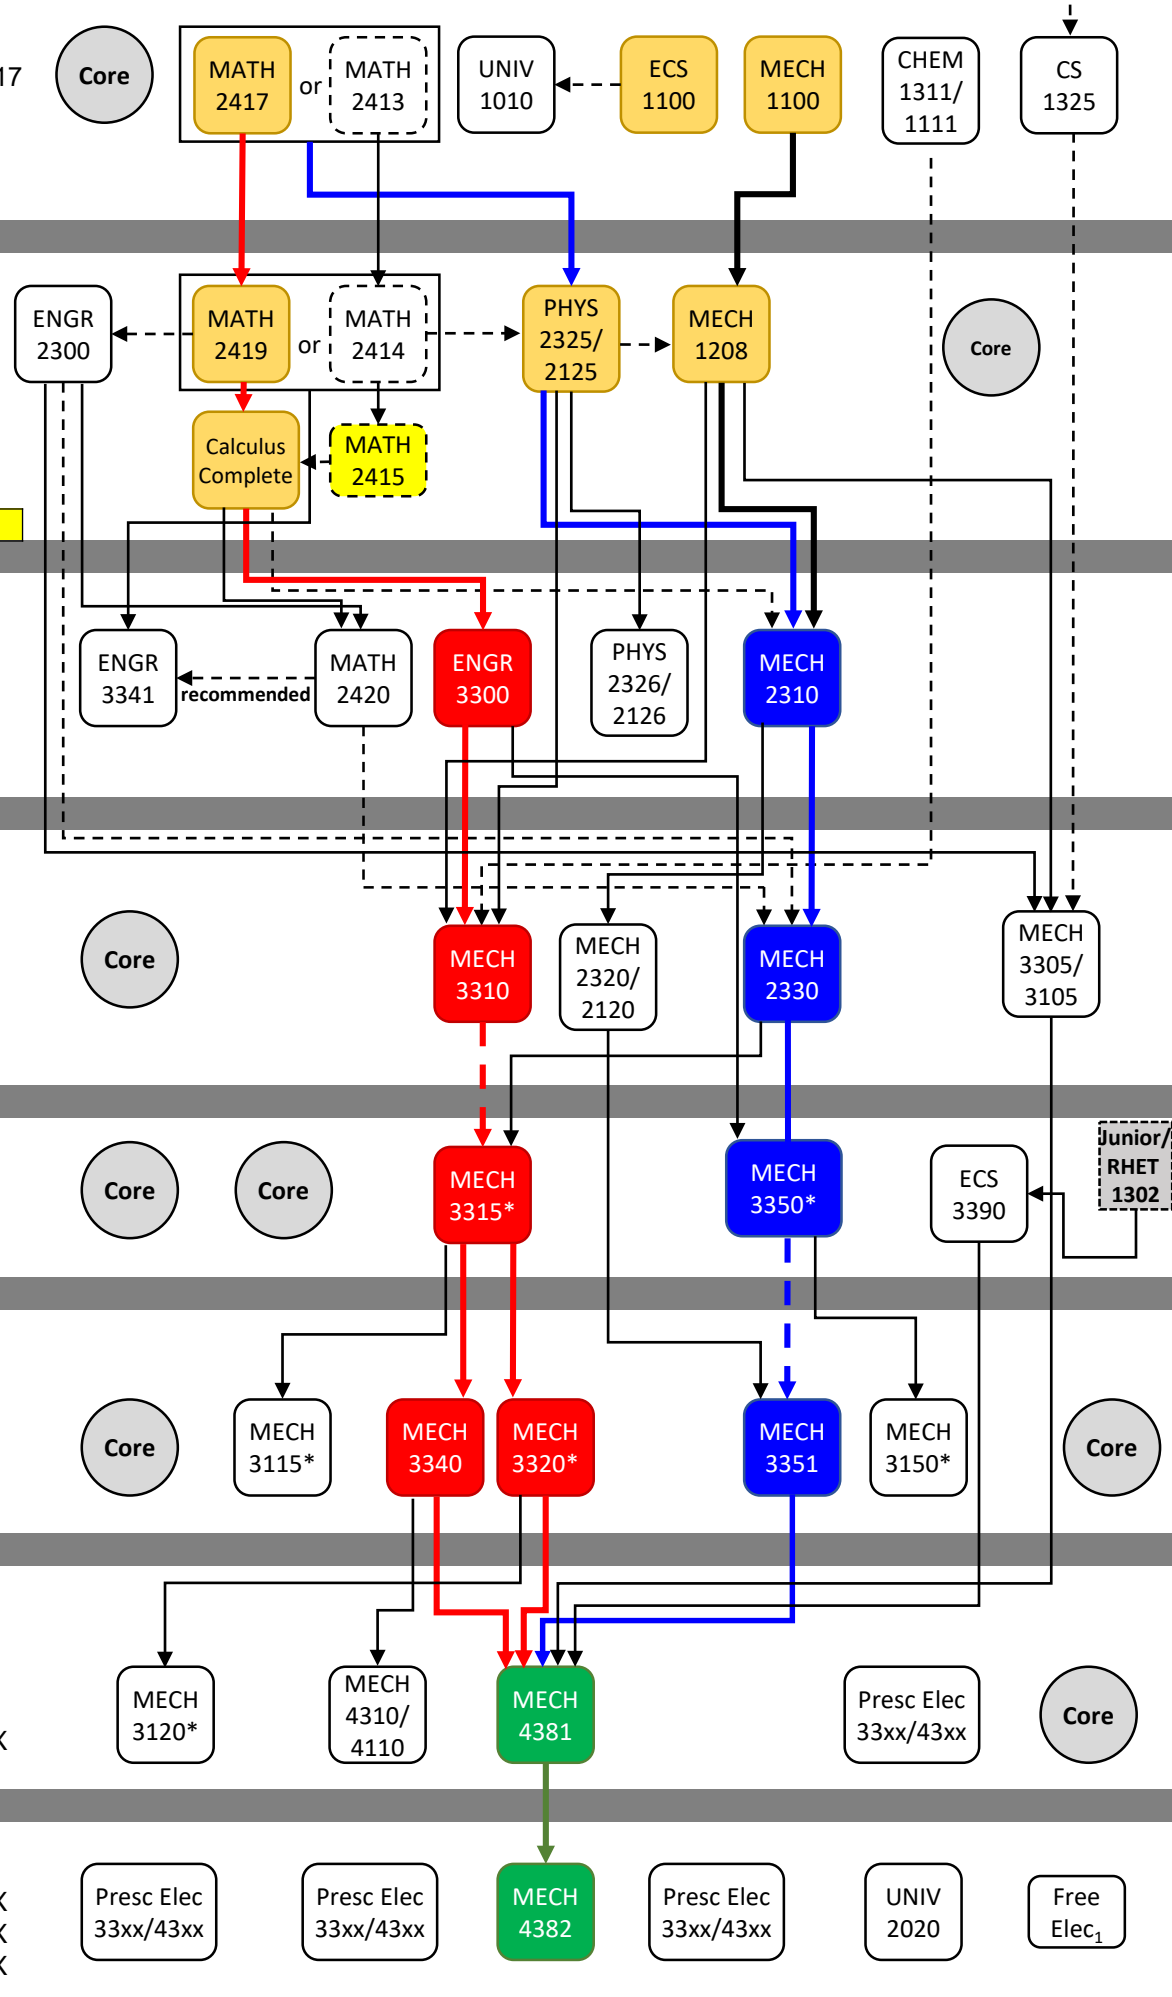 17
Core
MATH
2417
or
MATH
2413
UNIV
1010
ECS
1100
MECH
1100
CHEM
1311/
1111
CS
1325
ENGR
2300
MATH
2419
or
MATH
2414
PHYS
2325/
2125
MECH
1208
Core
Calculus
Complete
MATH
2415
ENGR
3341
recommended
MATH
2420
ENGR
3300
PHYS
2326/
2126
MECH
2310
Core
MECH
3310
MECH
2320/
2120
MECH
2330
MECH
3305/
3105
Core
Core
MECH
3315*
MECH
3350*
ECS
3390
Junior/
RHET
1302
Core
MECH
3115*
MECH
3340
MECH
3320*
MECH
3351
MECH
3150*
Core
X
MECH
3120*
MECH
4310/
4110
MECH
4381
Presc Elec
33xx/43xx
Core
X
X
X
Presc Elec
33xx/43xx
Presc Elec
33xx/43xx
MECH
4382
Presc Elec
33xx/43xx
UNIV
2020
Free
Elec1